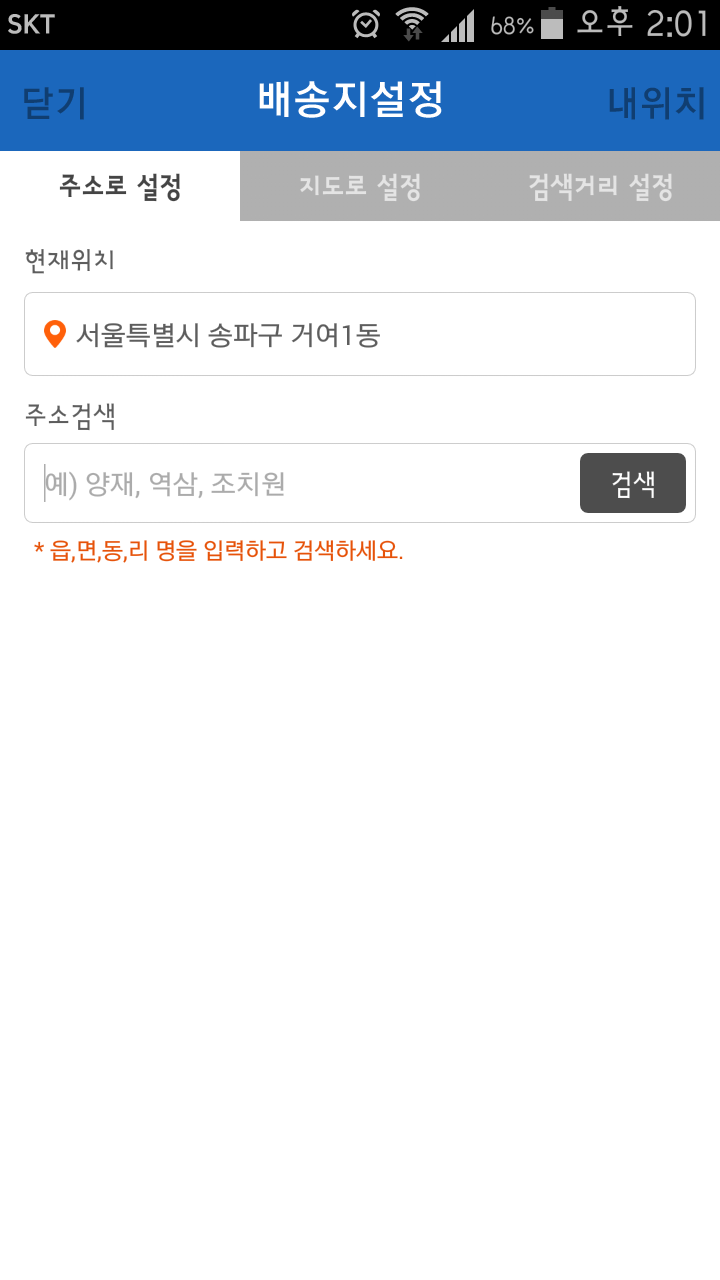 SKT 68% 오후 2:01
닫기 배송지설정 내위치
주소로 설정 지도로 설정 검색거리 설정
현재위치
서울특별시 송파구 거여1동
주소검색
예) 양재, 역삼, 조치원 검색
* 읍,면,동,리 명을 입력하고 검색하세요.